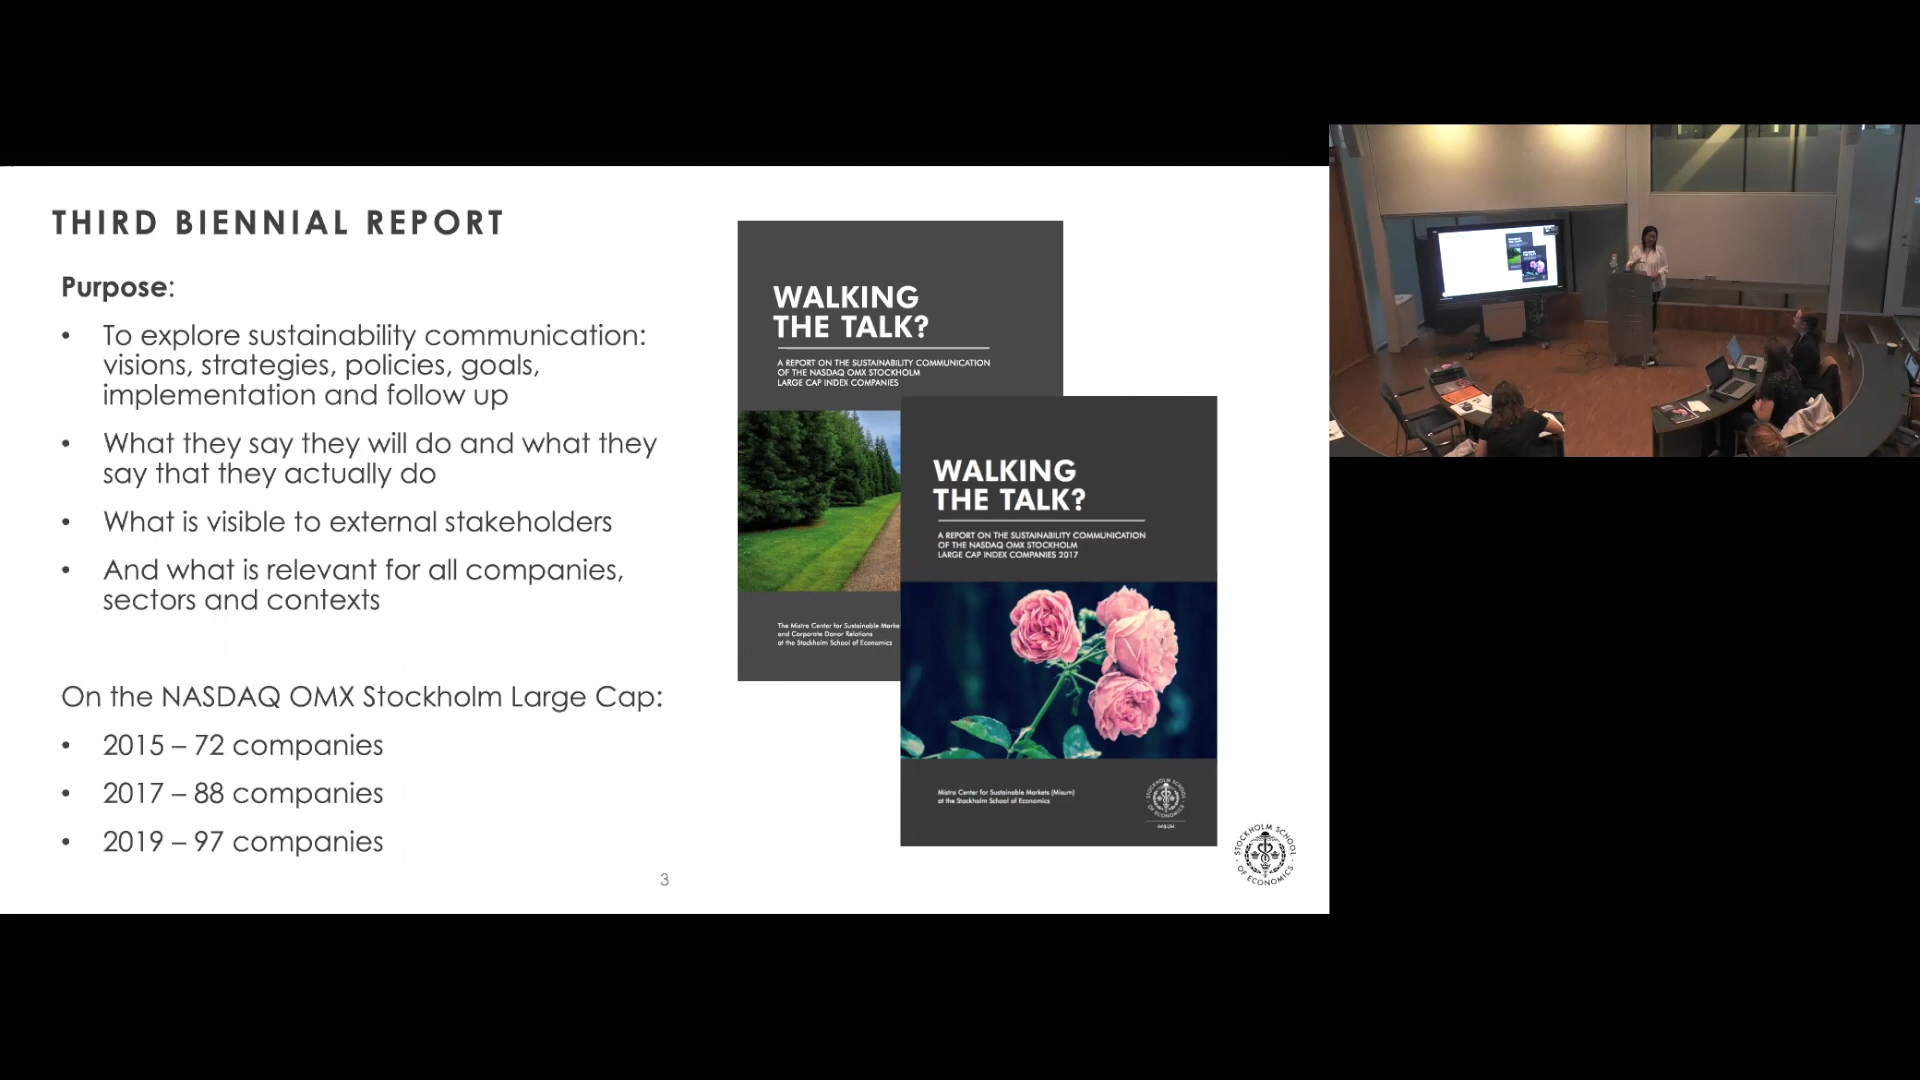 THIRD BIENNIAL REPORT
Purpose:
• To explore sustainability communication:
visions, strategies, policies, goals,
implementation and follow up
• What they say they will do and what they
say that they actually do
• What is visible to external stakeholders
• And what is relevant for all companies,
sectors and contexts
On the NASDAQ OMX Stockholm Large Cap:
• 2015 – 72 companies
• 2017 – 88 companies
• 2019 – 97 companies
3
WALKING
THE TALK?
A REPORT ON THE SUSTAINABILITY COMMUNICATION
OF THE NASDAQ OMX STOCKHOLM
LARGE CAP INDEX COMPANIES
The Mistra Center for Sustainable Marke
and Corporate Donor Relations
at the Stockholm School of Economics
WALKING
THE TALK?
A REPORT ON THE SUSTAINABILITY COMMUNICATION
OF THE NASDAQ OMX STOCKHOLM
LARGE CAP INDEX COMPANIES 2017
Mistra Center for Sustainable Markets (Misum)
at the Stockholm School of Economics
STOCKHOLM SCHOOL
OF ECONOMICS
STOCKHOLM SCHOOL
OF ECONOMICS